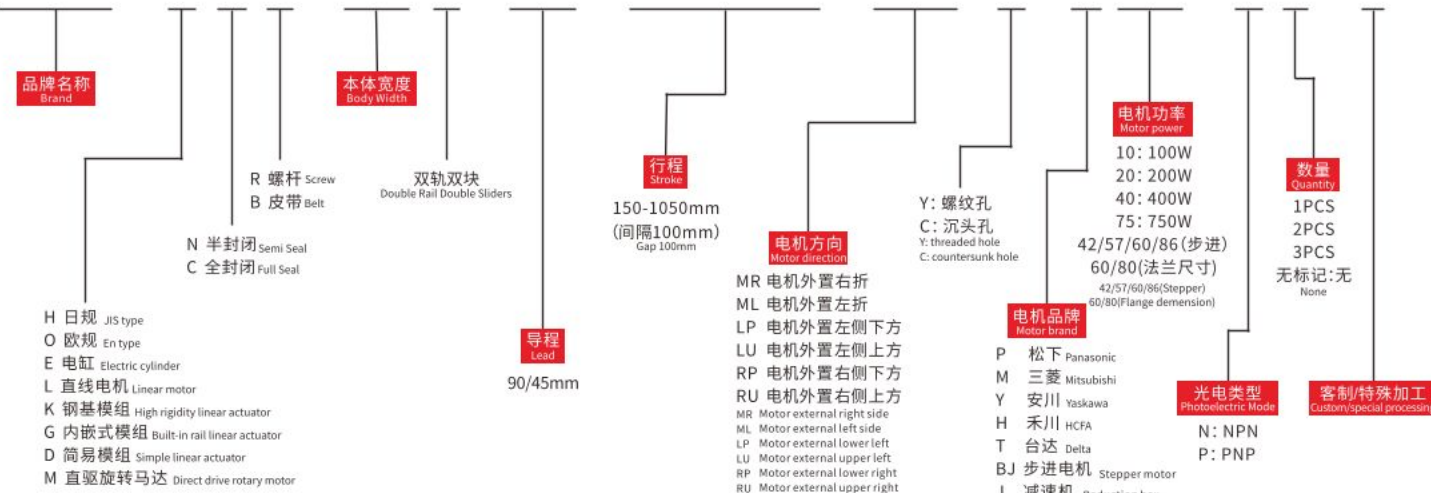 品牌名称
Brand
H 日规 JIS type
O 欧规 En type
E 电缸 Electric cylinder
L 直线电机 Linear motor
K 钢基模组 High rigidity linear actuator
G 内嵌式模组 Built-in rail linear actuator
D 简易模组 Simple linear actuator
M 直驱旋转马达 Direct drive rotary motor
N 半封闭 Semi Seal
C 全封闭 Full Seal
R 螺杆 Screw
B 皮带 Belt
本体宽度
Body Width
双轨双块
Double Rail Double Sliders
导程
Lead
90/45mm
行程
Stroke
150-1050mm
(间隔100mm)
Gap 100mm
电机方向
Motor direction
MR 电机外置右折
ML 电机外置左折
LP 电机外置左侧下方
LU 电机外置左侧上方
RP 电机外置右侧下方
RU 电机外置右侧上方
MR Motor external right side
ML Motor external left side
LP Motor external lower left
LU Motor external upper left
RP Motor external lower right
RU Motor external upper right
Y: 螺纹孔
C: 沉头孔
Y: threaded hole
C: countersunk hole
电机品牌
Motor brand
P 松下 Panasonic
M 三菱 Mitsubishi
Y 安川 Yaskawa
H 禾川 HCFA
T 台达 Delta
BJ 步进电机 Stepper motor
减速机
电机功率
Motor power
10: 100W
20: 200W
40: 400W
75: 750W
42/57/60/86(步进)
60/80(法兰尺寸)
42/57/60/86(Stepper)
60/80(Flange demension)
光电类型
Photoelectric Mode
N: NPN
P: PNP
数量
Quantity
1PCS
2PCS
3PCS
无标记:无
None
客制/特殊加工
Custom/special processing